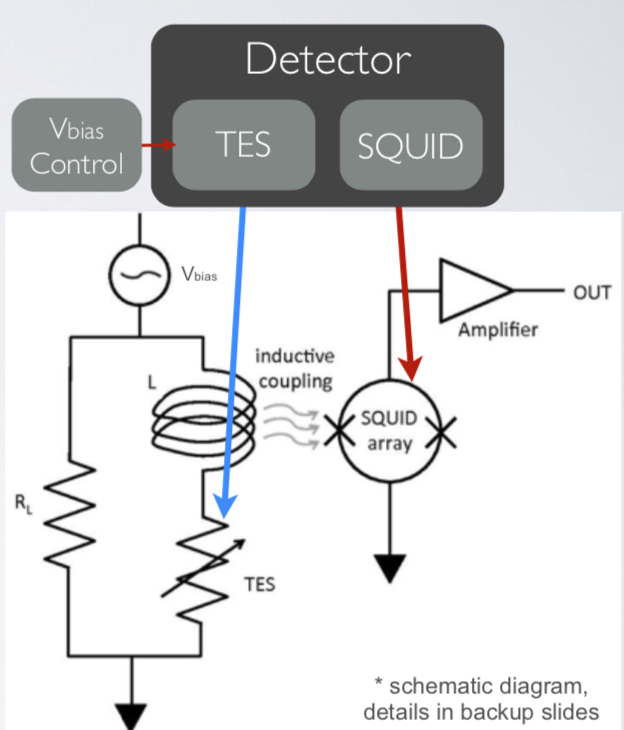 Detector
Vbias
Control
TES
SQUID
Vbias
OUT
Amplifier
inductive
coupling
L
SQUID
array
RL
TES
* schematic diagram,
details in backup slides